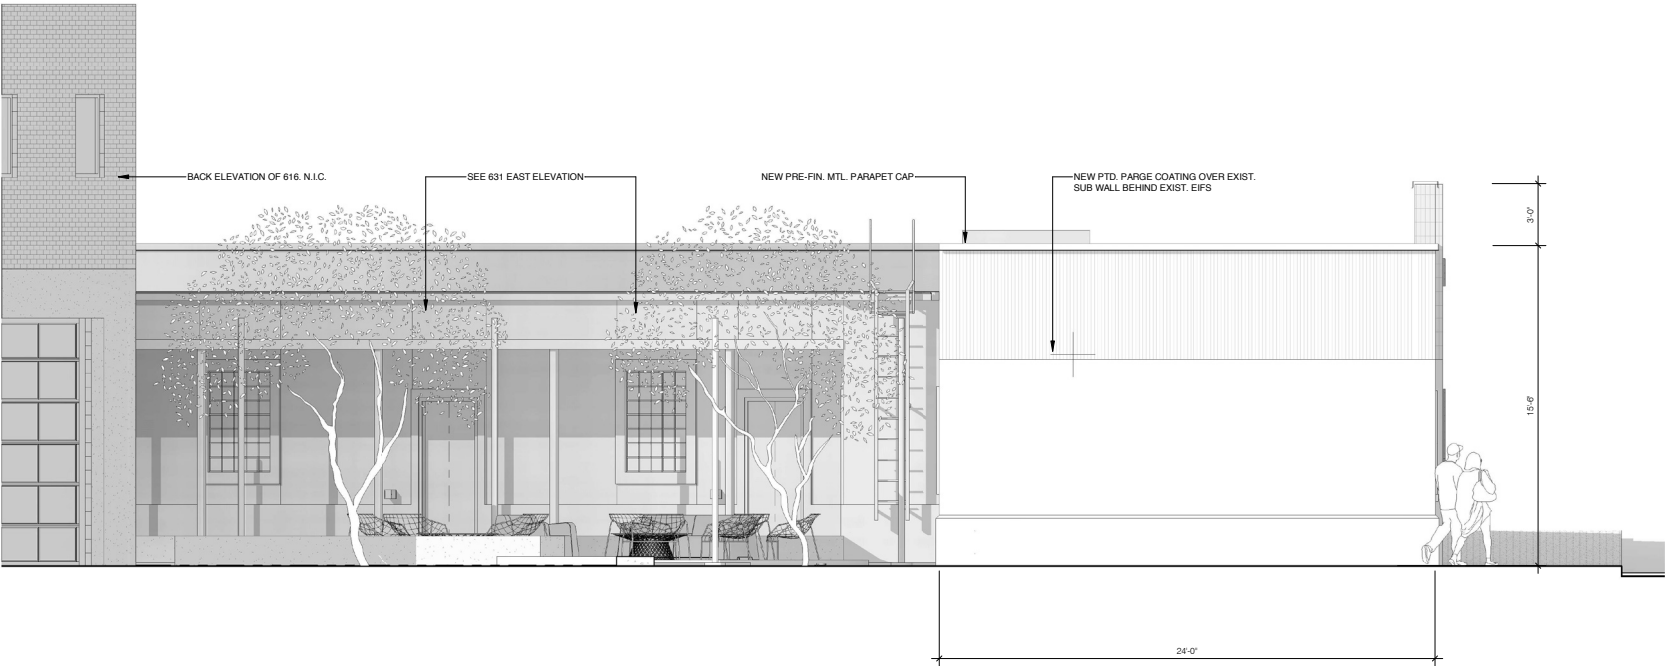 BACK ELEVATION OF 616. N.I.C.
SEE 631 EAST ELEVATION
NEW PRE-FIN. MTL. PARAPET CAP
NEW PTD. PARGE COATING OVER EXIST.
SUB WALL BEHIND EXIST. EIFS
3'-0"
15'-6"
24'-0"